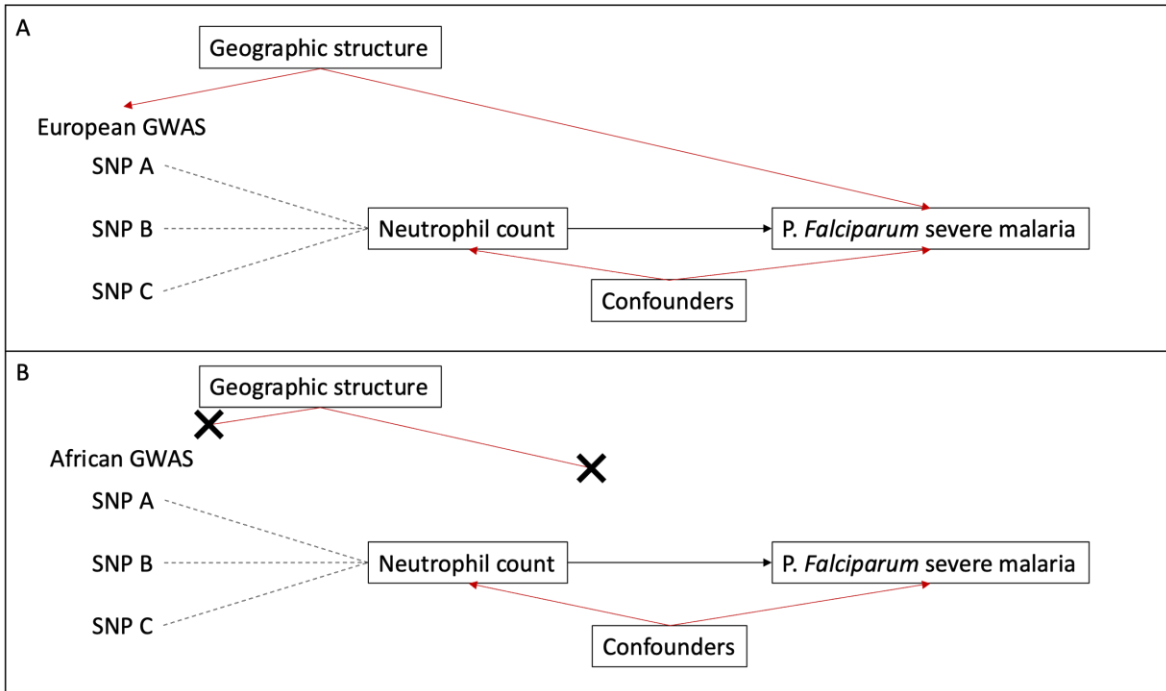 A
Geographic structure
European GWAS
SNP A
SNP B
Neutrophil count
P. Falciparum severe malaria
SNP C
Confounders
B
Geographic structure
African GWAS
SNP A
SNP B
Neutrophil count
P. Falciparum severe malaria
SNP C
Confounders